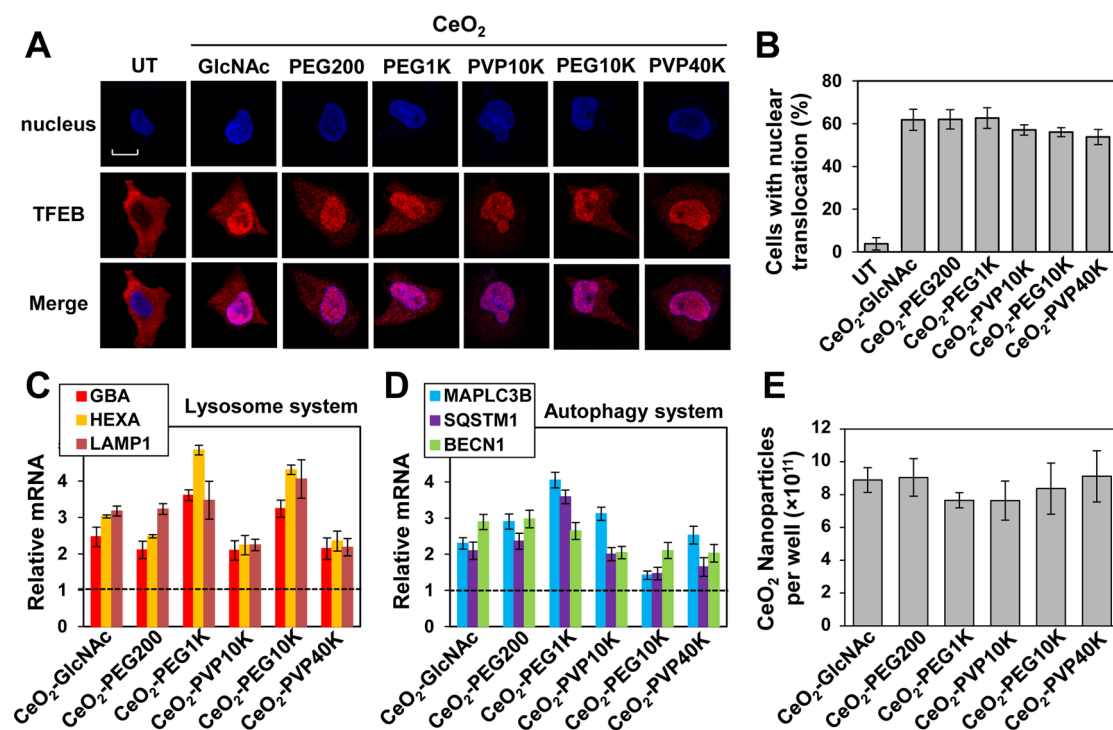 A
CeO₂
UT GlcNAc PEG200 PEG1K PVP10K PEG10K PVP40K
nucleus
TFEB
Merge
B
Cells with nuclear
translocation (%)
80
60
40
20
0
UT
CeO₂-GlcNAc
CeO₂-PEG200
CeO₂-PEG1K
CeO₂-PVP10K
CeO₂-PEG10K
CeO₂-PVP40K
C
GBA
HEXA
LAMP1
Lysosome system
Relative mRNA
4
3
2
1
0
CeO₂-GlcNAc
CeO₂-PEG200
CeO₂-PEG1K
CeO₂-PVP10K
CeO₂-PEG10K
CeO₂-PVP40K
D
MAPLC3B
SQSTM1
BECN1
Autophagy system
Relative mRNA
4
3
2
1
0
CeO₂-GlcNAc
CeO₂-PEG200
CeO₂-PEG1K
CeO₂-PVP10K
CeO₂-PEG10K
CeO₂-PVP40K
E
CeO₂ Nanoparticles
per well (×10¹¹)
12
10
8
6
4
2
0
CeO₂-GlcNAc
CeO₂-PEG200
CeO₂-PEG1K
CeO₂-PVP10K
CeO₂-PEG10K
CeO₂-PVP40K